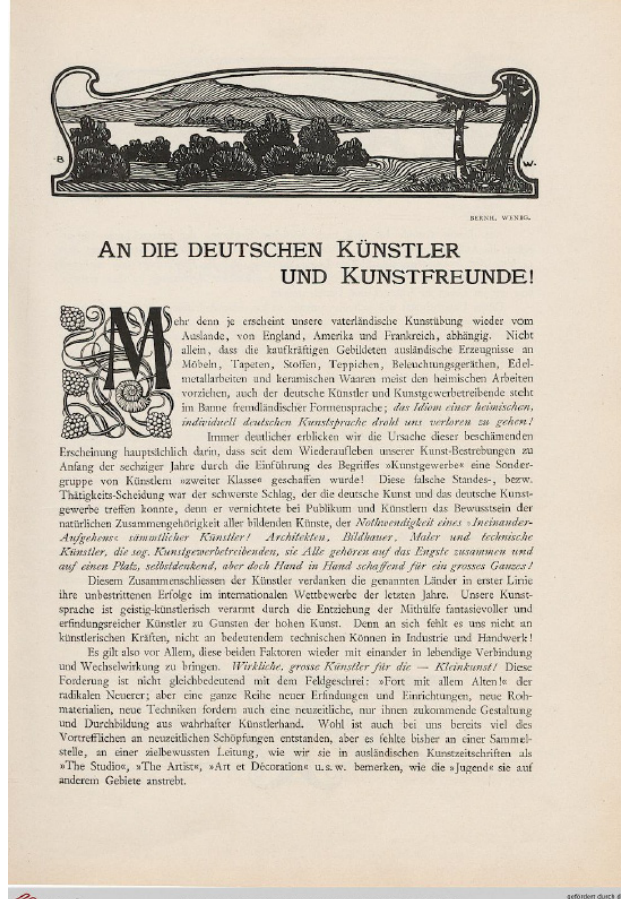 B
W.
BERNH. WENIG.
AN DIE DEUTSCHEN KÜNSTLER
UND KUNSTFREUNDE!
Mehr denn je erscheint unsere vaterländische Kunstübung wieder vom
Auslande, von England, Amerika und Frankreich, abhängig. Nicht
allein, dass die kaufkräftigen Gebildeten ausländische Erzeugnisse an
Möbeln, Tapeten, Stoffen, Teppichen, Beleuchtungsgeräthen, Edel-
metallarbeiten und keramischen Waaren meist den heimischen Arbeiten
vorziehen, auch der deutsche Künstler und Kunstgewerbetreibende steht
im Banne fremdländischer Formensprache; das Idiom einer heimischen,
individuell deutschen Kunstsprache droht uns verloren zu gehen!
Immer deutlicher erblicken wir die Ursache dieser beschämenden
Erscheinung hauptsächlich darin, dass seit dem Wiederaufleben unserer Kunst-Bestrebungen zu
Anfang der sechziger Jahre durch die Einführung des Begriffes »Kunstgewerbe« eine Sonder-
gruppe von Künstlern »zweiter Klasse« geschaffen wurde! Diese falsche Standes-, bezw.
Thätigkeits-Scheidung war der schwerste Schlag, der die deutsche Kunst und das deutsche Kunst-
gewerbe treffen konnte, denn er vernichtete bei Publikum und Künstlern das Bewusstsein der
natürlichen Zusammengehörigkeit aller bildenden Künste, der Nothwendigkeit eines »Ineinander-
Aufgehens« sämmtlicher Künstler! Architekten, Bildhauer, Maler und technische
Künstler, die sog. Kunstgewerbetreibenden, sie Alle gehören auf das Engste zusammen und
auf einen Platz, selbstdenkend, aber doch Hand in Hand schaffend für ein grosses Ganzes!
Diesem Zusammenschliessen der Künstler verdanken die genannten Länder in erster Linie
ihre unbestrittenen Erfolge im internationalen Wettbewerbe der letzten Jahre. Unsere Kunst-
sprache ist geistig-künstlerisch verarmt durch die Entziehung der Mithülfe fantasievoller und
erfindungsreicher Künstler zu Gunsten der hohen Kunst. Denn an sich fehlt es uns nicht an
künstlerischen Kräften, nicht an bedeutendem technischen Können in Industrie und Handwerk!
Es gilt also vor Allem, diese beiden Faktoren wieder mit einander in lebendige Verbindung
und Wechselwirkung zu bringen. Wirkliche, grosse Künstler für die — Kleinkunst! Diese
Forderung ist nicht gleichbedeutend mit dem Feldgeschrei: »Fort mit allem Alten!« der
radikalen Neuerer; aber eine ganze Reihe neuer Erfindungen und Einrichtungen, neue Roh-
materialien, neue Techniken fordern auch eine neuzeitliche, nur ihnen zukommende Gestaltung
und Durchbildung aus wahrhafter Künstlerhand. Wohl ist auch bei uns bereits viel des
Vortrefflichen an neuzeitlichen Schöpfungen entstanden, aber es fehlte bisher an einer Sammel-
stelle, an einer zielbewussten Leitung, wie wir sie in ausländischen Kunstzeitschriften als
»The Studio«, »The Artist«, »Art et Décoration« u. s. w. bemerken, wie die »Jugend« sie auf
anderem Gebiete anstrebt.
gefördert durch d